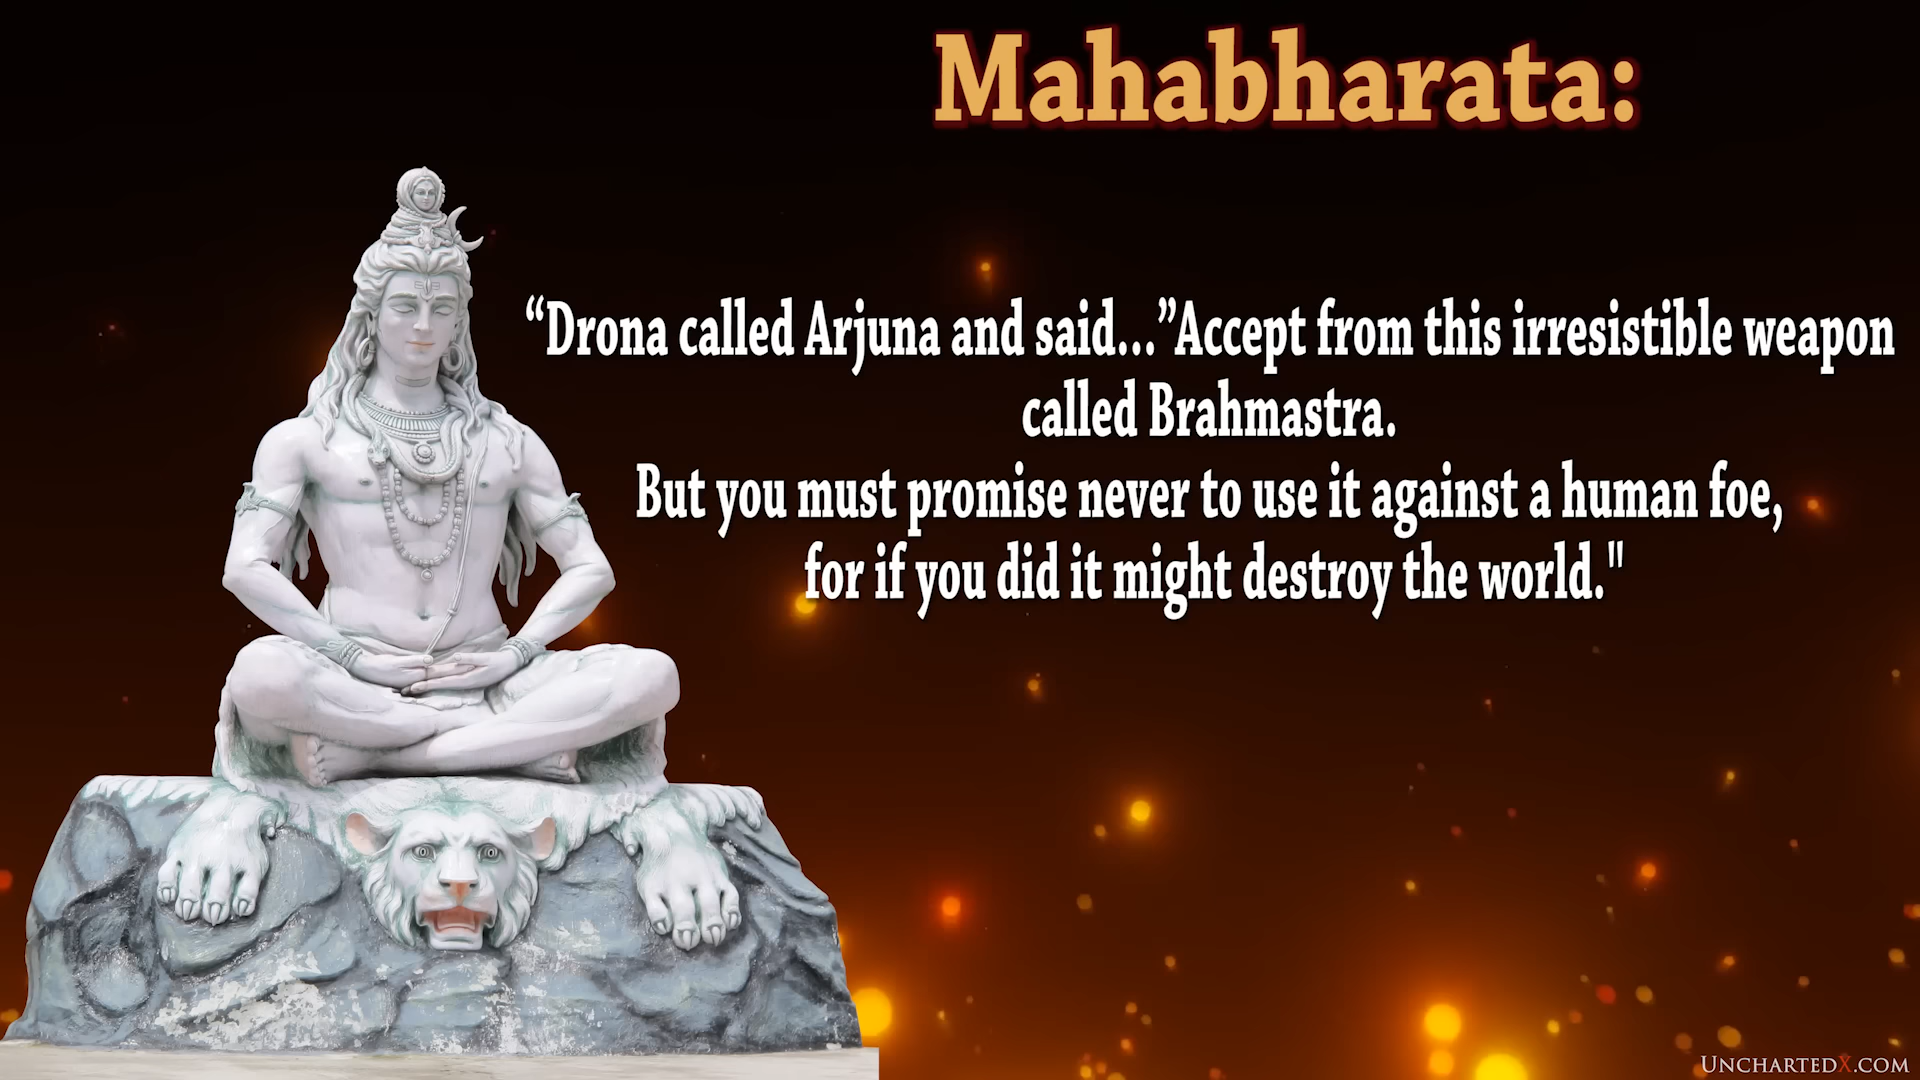 Mahabharata:
“Drona called Arjuna and said...”Accept from this irresistible weapon
called Brahmastra.
But you must promise never to use it against a human foe,
for if you did it might destroy the world."
UnchartedX.com